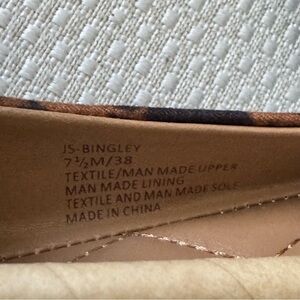 JS-BINGLEY
7½M/38
TEXTILE/MAN MADE UPPER
MAN MADE LINING
TEXTILE AND MAN MADE SOLE
MADE IN CHINA